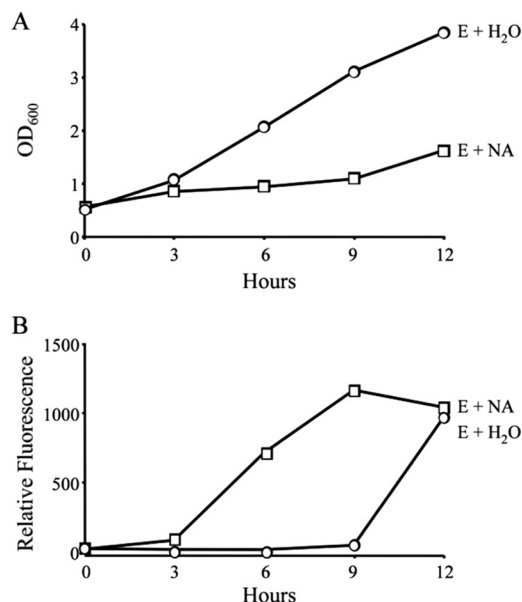 A
OD₆₀₀
4
3
2
1
0
E + H₂O
E + NA
0 3 6 9 12
Hours
B
Relative Fluorescence
1500
1000
500
0
E + NA
E + H₂O
0 3 6 9 12
Hours